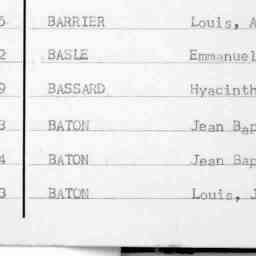 5 BARRIER Louis, A
2 BASLE Emmanuel
9 BASSARD Hyacinth
3 BATON Jean Bap
4 BATON Jean Bap
3 BATON Louis, J